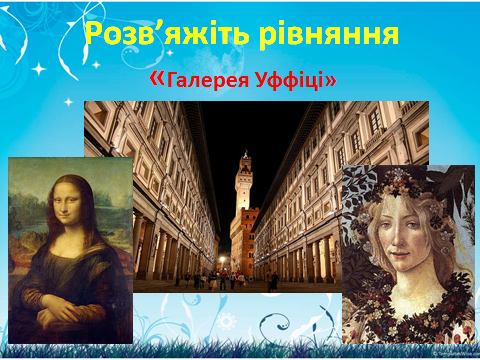 Розв’яжіть рівняння
«Галерея Уффіці»